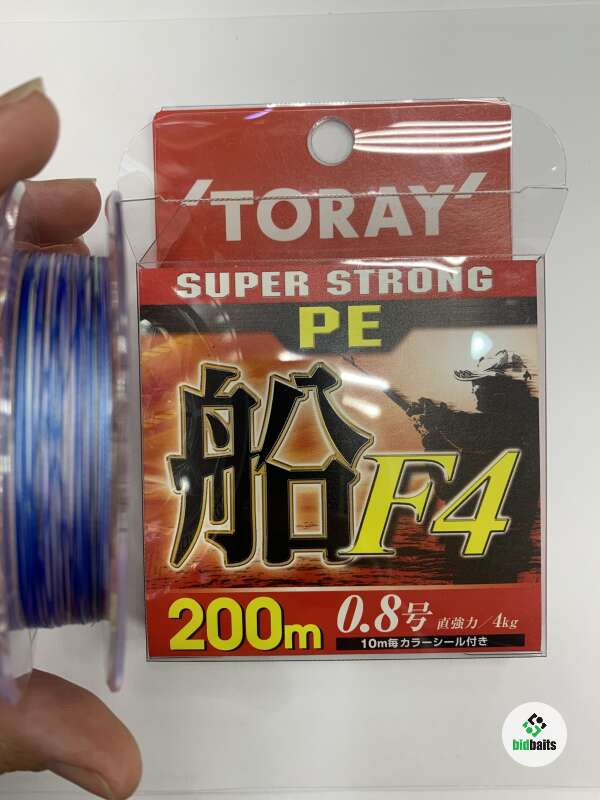 'TORAY'
SUPER STRONG
PE
船F4
200m
0.8号 直強力/4kg
10m毎カラーシール付き
bidbaits